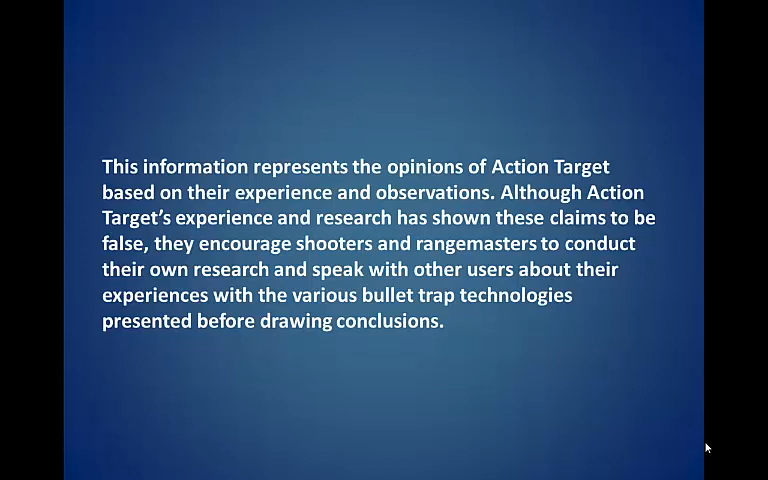 This information represents the opinions of Action Target
based on their experience and observations. Although Action
Target’s experience and research has shown these claims to be
false, they encourage shooters and rangemasters to conduct
their own research and speak with other users about their
experiences with the various bullet trap technologies
presented before drawing conclusions.